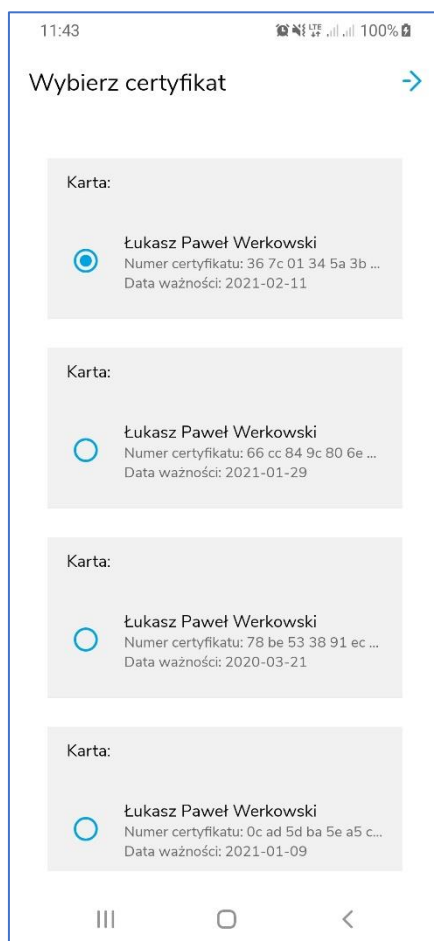 11:43 LTE 100%
Wybierz certyfikat
Karta:
Łukasz Paweł Werkowski
Numer certyfikatu: 36 7c 01 34 5a 3b ...
Data ważności: 2021-02-11
Karta:
Łukasz Paweł Werkowski
Numer certyfikatu: 66 cc 84 9c 80 6e ...
Data ważności: 2021-01-29
Karta:
Łukasz Paweł Werkowski
Numer certyfikatu: 78 be 53 38 91 ec ...
Data ważności: 2020-03-21
Karta:
Łukasz Paweł Werkowski
Numer certyfikatu: 0c ad 5d ba 5e a5 c...
Data ważności: 2021-01-09